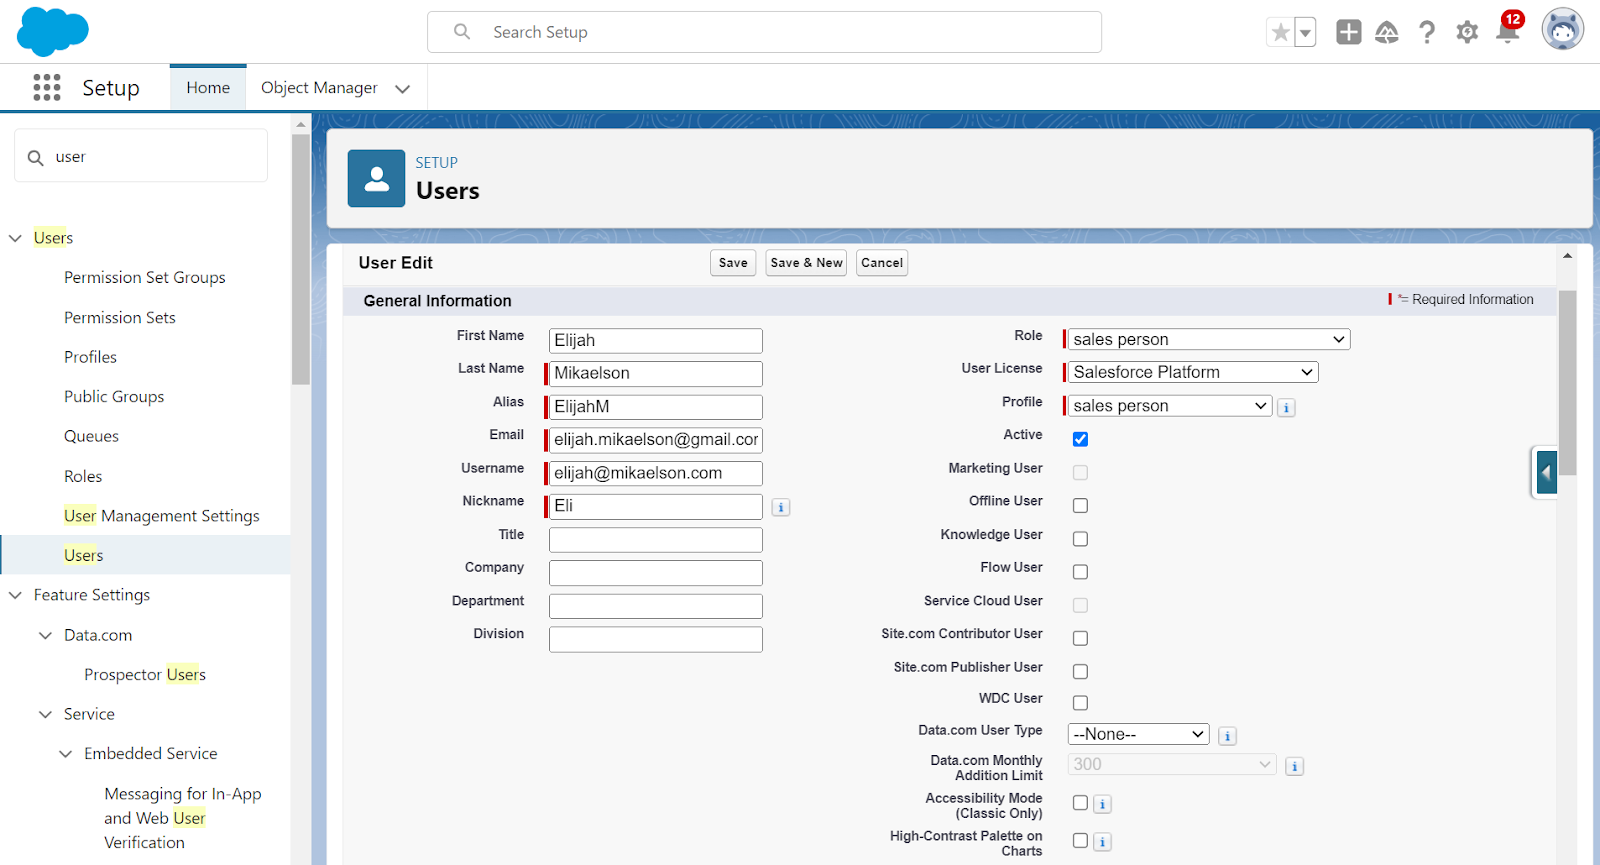 Search Setup
12
Setup
Home
Object Manager
user
Users
Permission Set Groups
Permission Sets
Profiles
Public Groups
Queues
Roles
User Management Settings
Users
Feature Settings
Data.com
Prospector Users
Service
Embedded Service
Messaging for In-App
and Web User
Verification
SETUP
Users
User Edit
Save
Save & New
Cancel
General Information
*= Required Information
First Name
Elijah
Last Name
Mikaelson
Alias
ElijahM
Email
elijah.mikaelson@gmail.cor
Username
elijah@mikaelson.com
Nickname
Eli
i
Title
Company
Department
Division
Role
sales person
User License
Salesforce Platform
Profile
sales person
i
Active
Marketing User
Offline User
Knowledge User
Flow User
Service Cloud User
Site.com Contributor User
Site.com Publisher User
WDC User
Data.com User Type
--None--
i
Data.com Monthly
Addition Limit
300
i
Accessibility Mode
(Classic Only)
i
High-Contrast Palette on
Charts
i